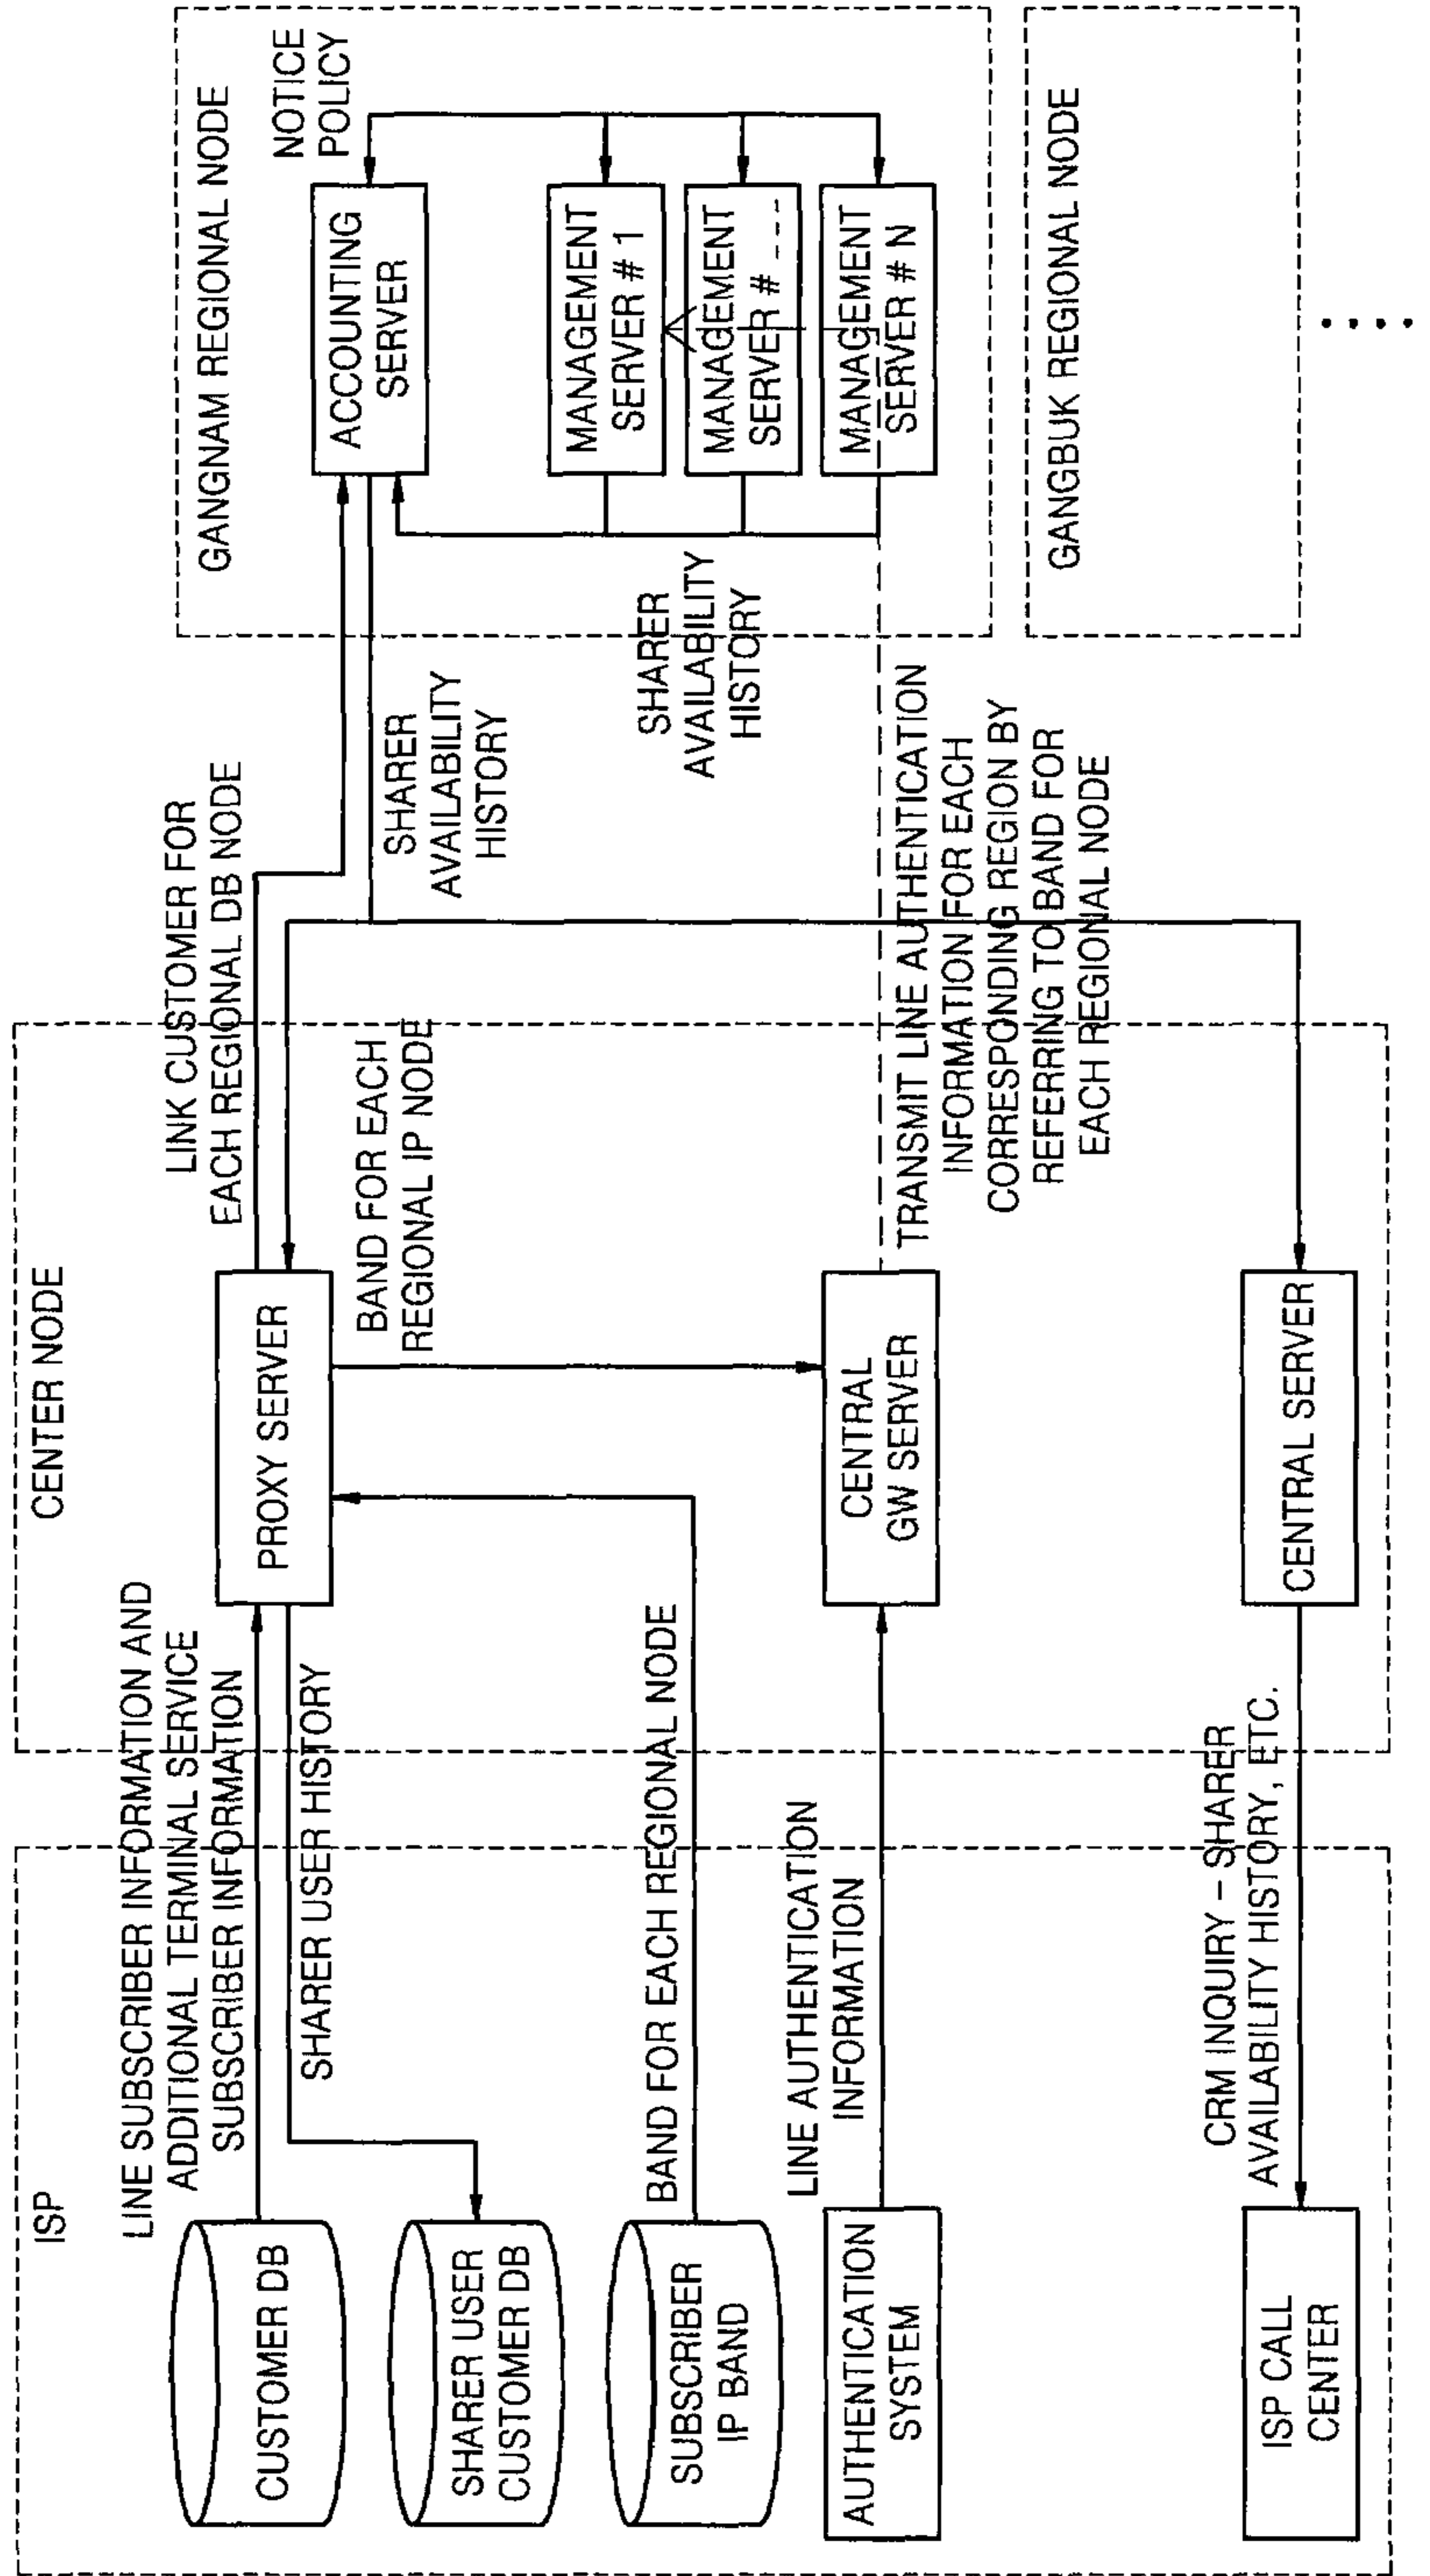 ISP
CUSTOMER DB
SHARER USER
CUSTOMER DB
SUBSCRIBER
IP BAND
AUTHENTICATION
SYSTEM
ISP CALL
CENTER
LINE SUBSCRIBER INFORMATION AND
ADDITIONAL TERMINAL SERVICE
SUBSCRIBER INFORMATION
SHARER USER HISTORY
BAND FOR EACH REGIONAL NODE
LINE AUTHENTICATION
INFORMATION
CRM INQUIRY – SHARER
AVAILABILITY HISTORY, ETC.
CENTER NODE
PROXY SERVER
CENTRAL
GW SERVER
CENTRAL SERVER
BAND FOR EACH
REGIONAL IP NODE
LINK CUSTOMER FOR
EACH REGIONAL DB NODE
SHARER
AVAILABILITY
HISTORY
TRANSMIT LINE AUTHENTICATION
INFORMATION FOR EACH
CORRESPONDING REGION BY
REFERRING TO BAND FOR
EACH REGIONAL NODE
GANGNAM REGIONAL NODE
NOTICE
POLICY
ACCOUNTING
SERVER
MANAGEMENT
SERVER # 1
MANAGEMENT
SERVER # ---
MANAGEMENT
SERVER # N
SHARER
AVAILABILITY
HISTORY
GANGBUK REGIONAL NODE
....